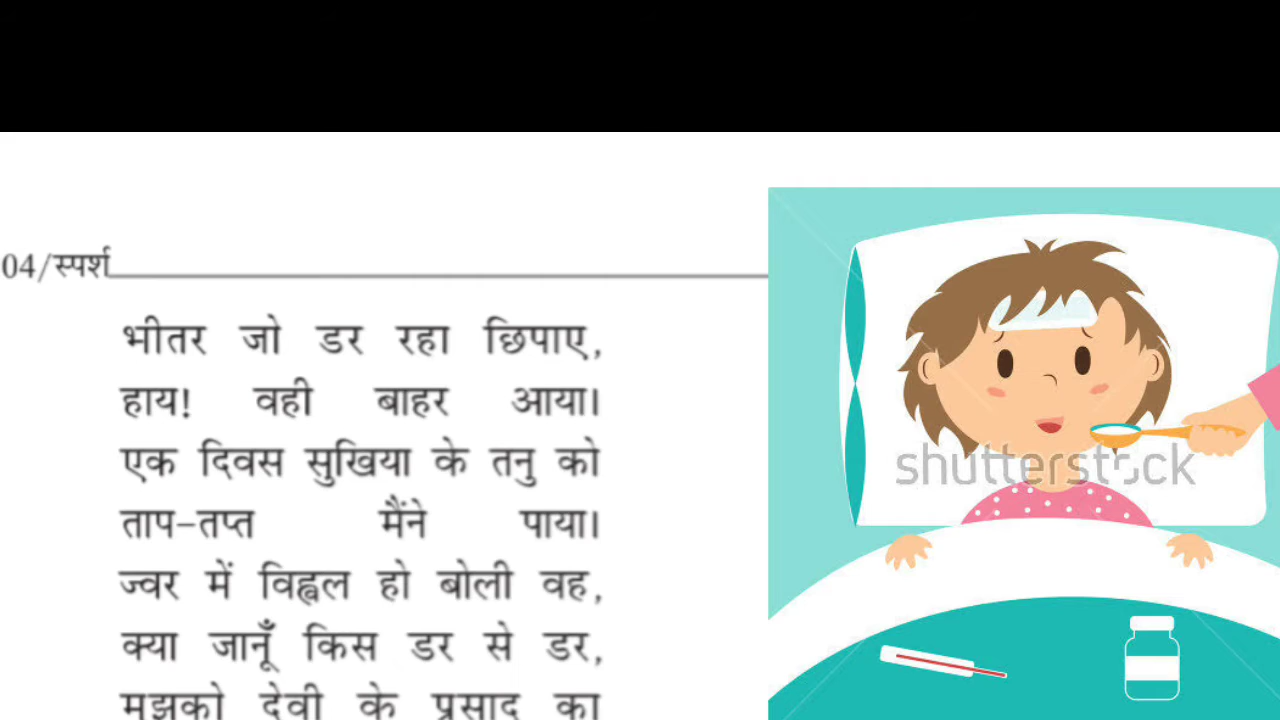 04/स्पर्श
भीतर जो डर रहा छिपाए,
हाय! वही बाहर आया।
एक दिवस सुखिया के तनु को
ताप-तप्त मैंने पाया।
ज्वर में विह्वल हो बोली वह,
क्या जानूँ किस डर से डर,
मुझको देवी के प्रसाद का
shutterstock